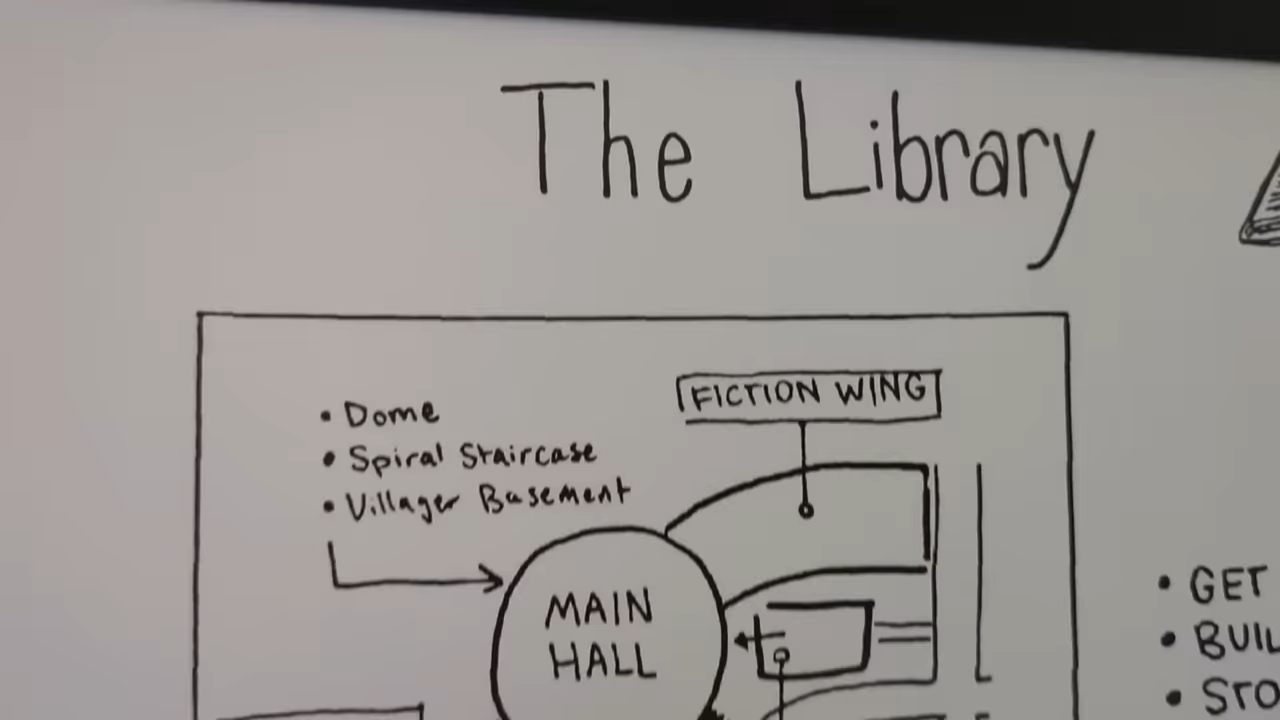 The Library
FICTION WING
• Dome
• Spiral Staircase
• Villager Basement
MAIN
HALL
• GET